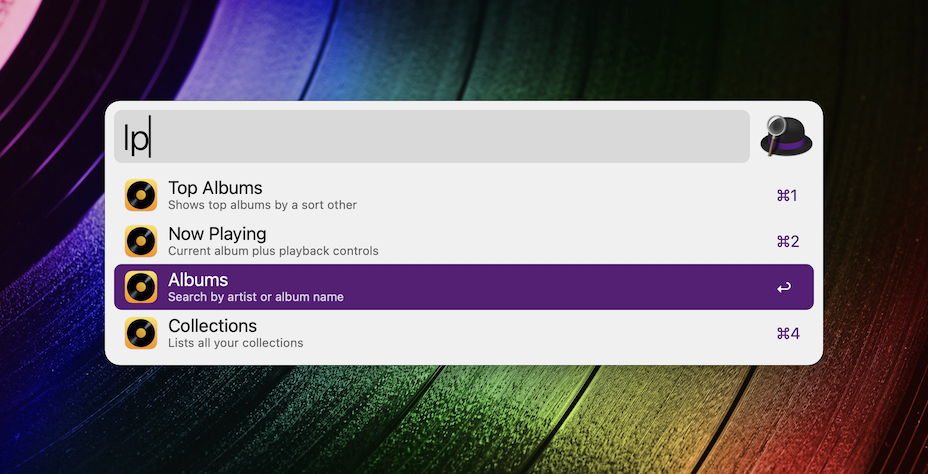 lp
Top Albums
Shows top albums by a sort other
⌘1
Now Playing
Current album plus playback controls
⌘2
Albums
Search by artist or album name
↩
Collections
Lists all your collections
⌘4